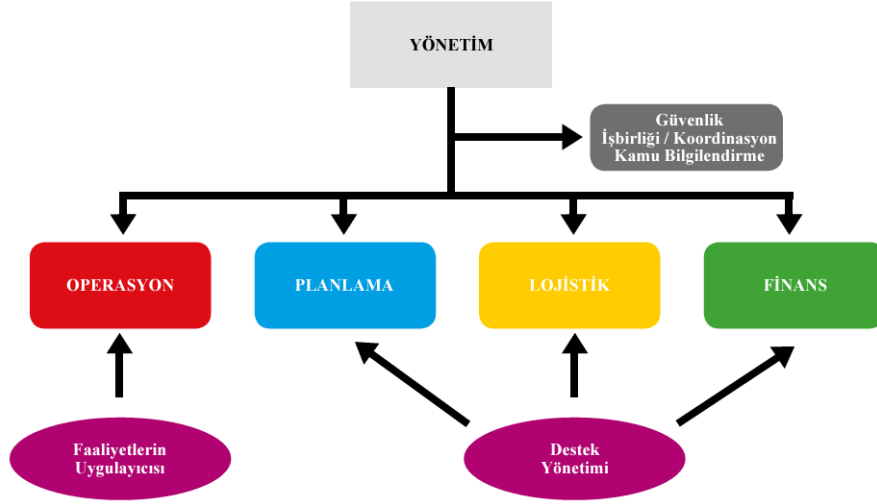 YÖNETİM
Güvenlik
İşbirliği / Koordinasyon
Kamu Bilgilendirme
OPERASYON
PLANLAMA
LOJİSTİK
FİNANS
Faaliyetlerin
Uygulayıcısı
Destek
Yönetimi